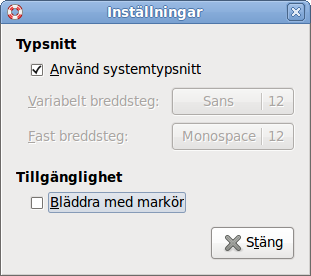 Inställningar
Typsnitt
Använd systemtypsnitt
Variabelt breddsteg: Sans 12
Fast breddsteg: Monospace 12
Tillgänglighet
Bläddra med markör
Stäng